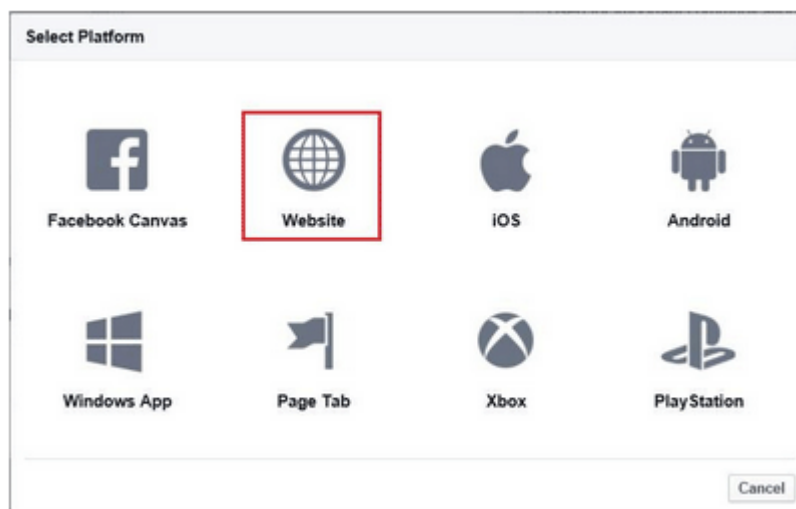 Select Platform
Facebook Canvas
Website
iOS
Android
Windows App
Page Tab
Xbox
PlayStation
Cancel